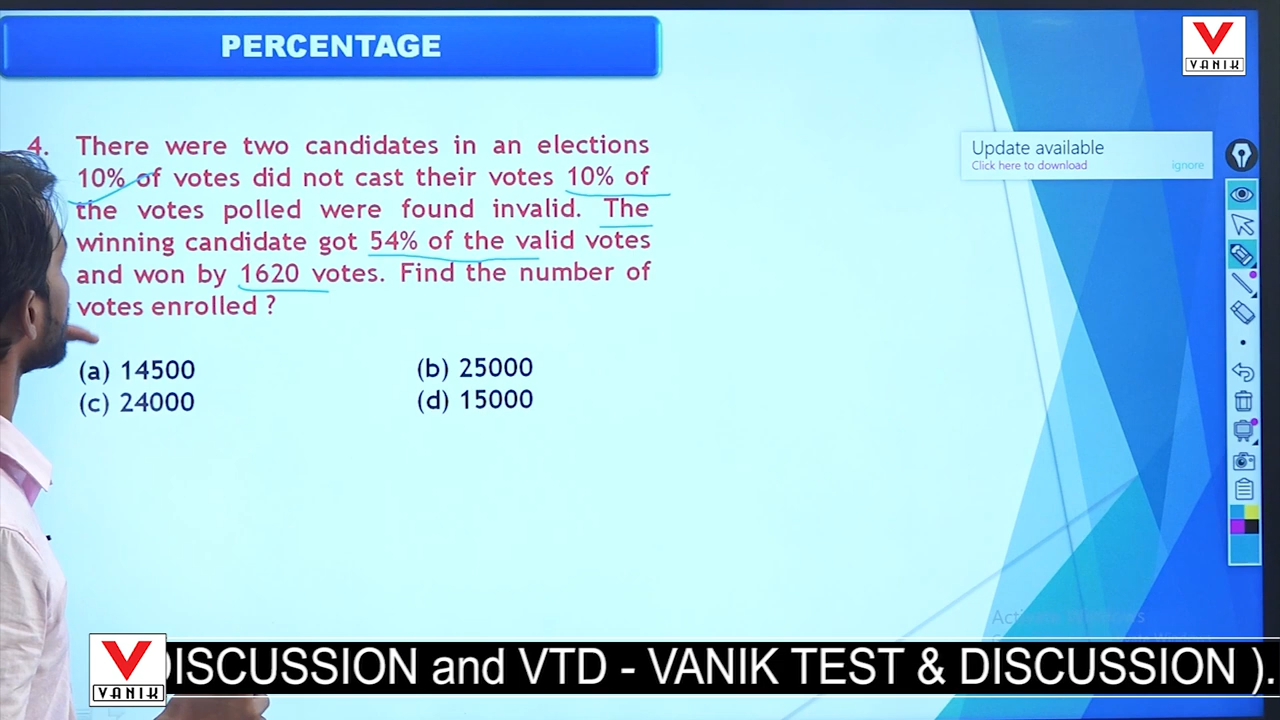 PERCENTAGE
VANIK
Update available
Click here to download
ignore
4. There were two candidates in an elections
10% of votes did not cast their votes 10% of
the votes polled were found invalid. The
winning candidate got 54% of the valid votes
and won by 1620 votes. Find the number of
votes enrolled ?
(a) 14500
(b) 25000
(c) 24000
(d) 15000
VANIK
DISCUSSION and VTD - VANIK TEST & DISCUSSION ).